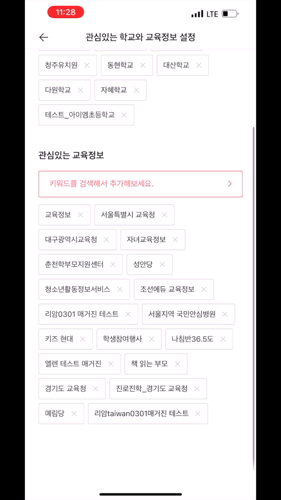 11:28
LTE
관심있는 학교와 교육정보 설정
청주유치원 동현학교 대산학교
다원학교 자혜학교
테스트_아이엠초등학교
관심있는 교육정보
키워드를 검색해서 추가해보세요.
교육정보 서울특별시 교육청
대구광역시교육청 자녀교육정보
춘천학부모지원센터 성안당
청소년활동정보서비스 조선에듀 교육정보
리암0301 매거진 테스트 서울지역 국민안심병원
키즈 현대 학생참여행사 나침반36.5도
엘렌 테스트 매거진 책 읽는 부모
경기도 교육청 진로진학_경기도 교육청
예림당 리암taiwan0301매거진 테스트